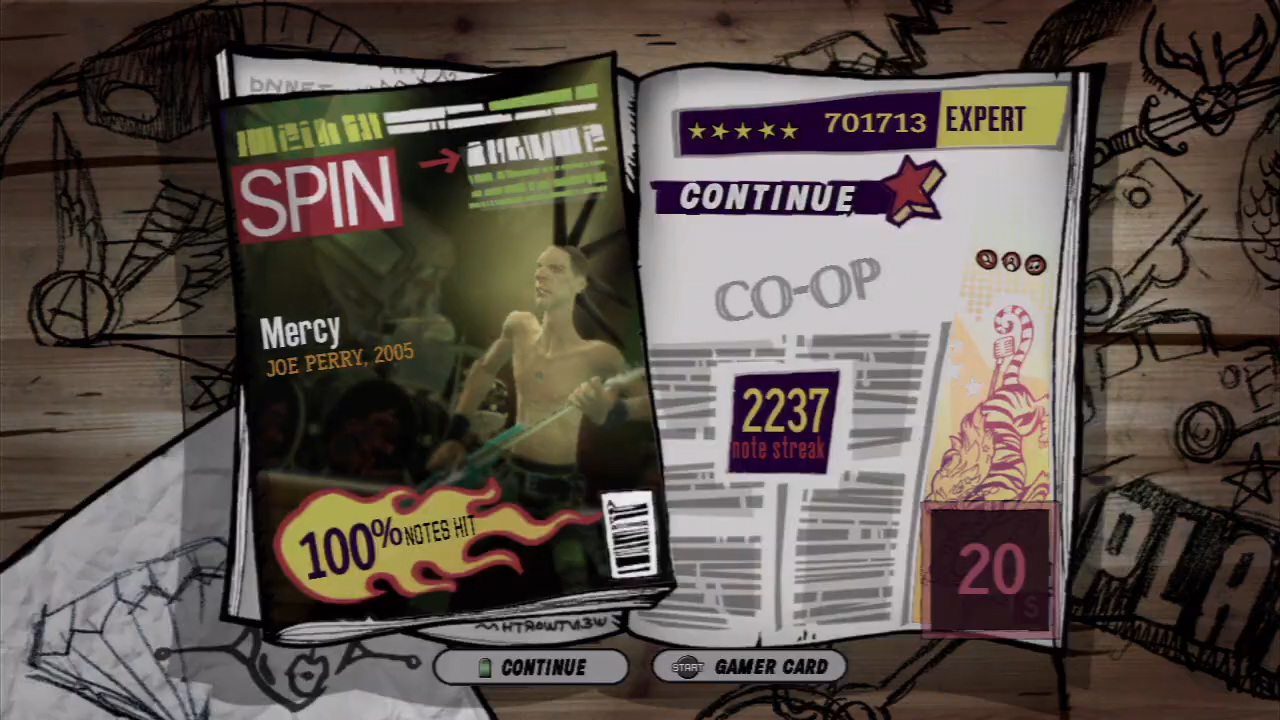 SPIN
Mercy
JOE PERRY, 2005
100% NOTES HIT
701713 EXPERT
CONTINUE
CO-OP
2237
note streak
20
S
PLA
CONTINUE
START GAMER CARD